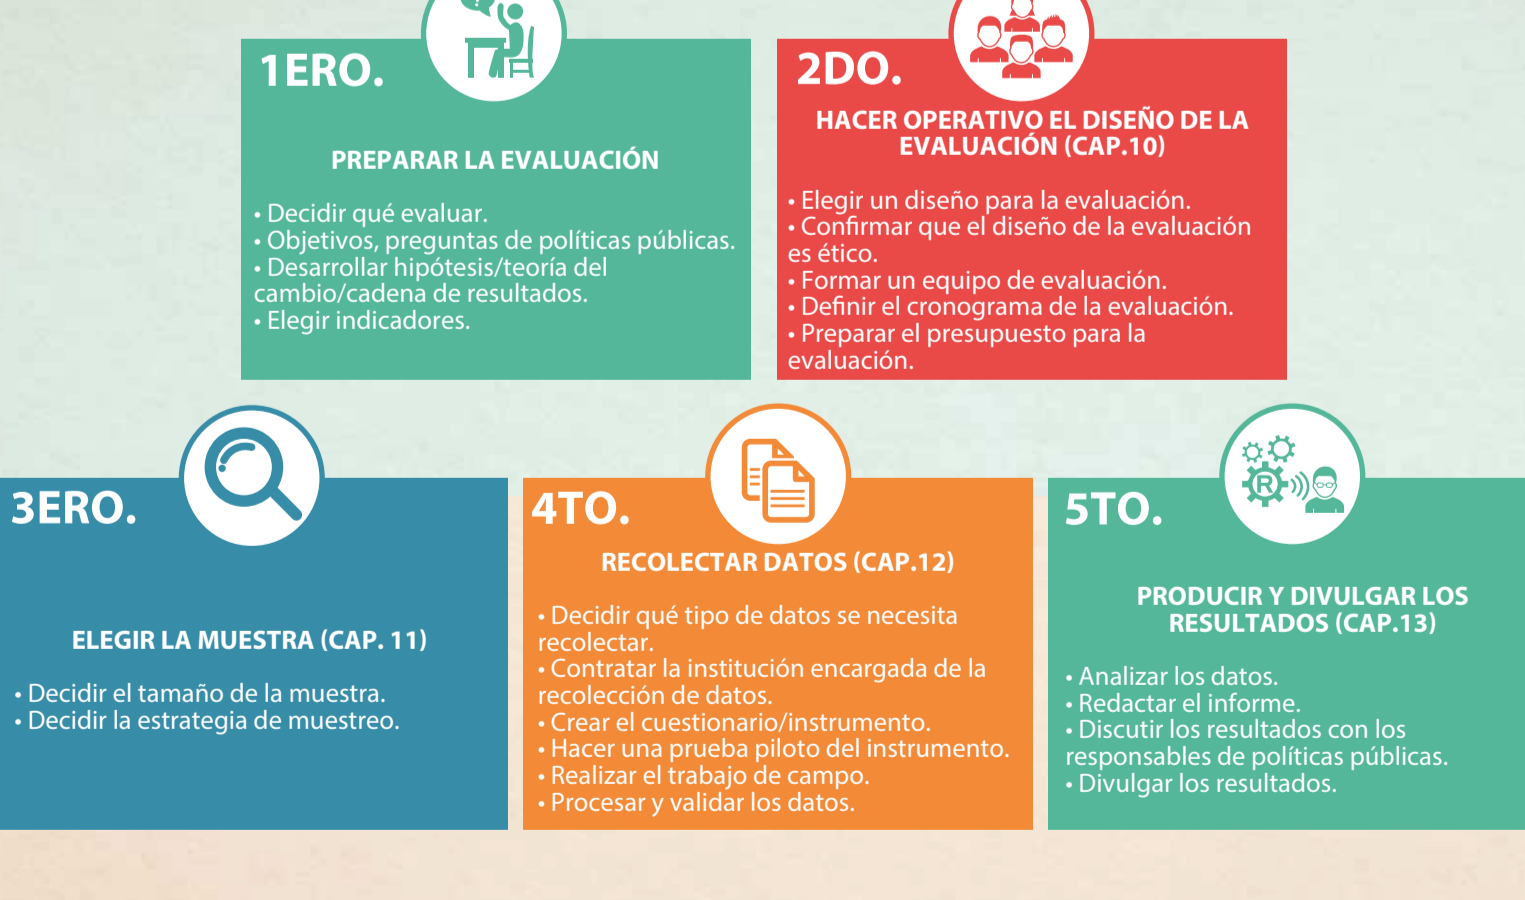 1ERO.
PREPARAR LA EVALUACIÓN
• Decidir qué evaluar.
• Objetivos, preguntas de políticas públicas.
• Desarrollar hipótesis/teoría del
cambio/cadena de resultados.
• Elegir indicadores.
2DO.
HACER OPERATIVO EL DISEÑO DE LA
EVALUACIÓN (CAP.10)
• Elegir un diseño para la evaluación.
• Confirmar que el diseño de la evaluación
es ético.
• Formar un equipo de evaluación.
• Definir el cronograma de la evaluación.
• Preparar el presupuesto para la
evaluación.
3ERO.
ELEGIR LA MUESTRA (CAP. 11)
• Decidir el tamaño de la muestra.
• Decidir la estrategia de muestreo.
4TO.
RECOLECTAR DATOS (CAP.12)
• Decidir qué tipo de datos se necesita
recolectar.
• Contratar la institución encargada de la
recolección de datos.
• Crear el cuestionario/instrumento.
• Hacer una prueba piloto del instrumento.
• Realizar el trabajo de campo.
• Procesar y validar los datos.
5TO.
R
PRODUCIR Y DIVULGAR LOS
RESULTADOS (CAP.13)
• Analizar los datos.
• Redactar el informe.
• Discutir los resultados con los
responsables de políticas públicas.
• Divulgar los resultados.